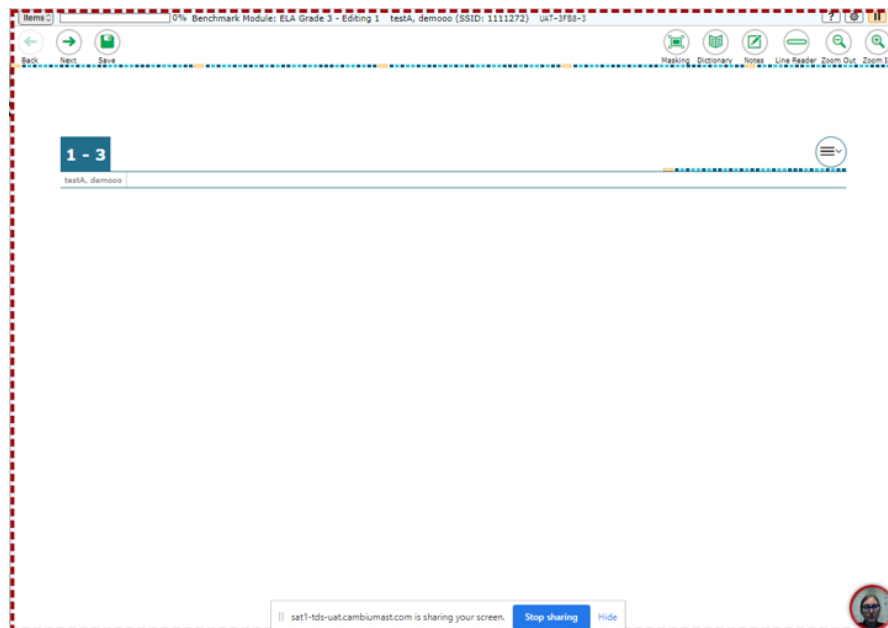 Items 0% Benchmark Module: ELA Grade 3 - Editing 1 testA, demooo (SSID: 1111272) UAT-3FB8-3 ?
Back Next Save Masking Dictionary Notes Line Reader Zoom Out Zoom I
1 - 3
testA, demooo
sat1-tds-uat.cambiumast.com is sharing your screen. Stop sharing Hide